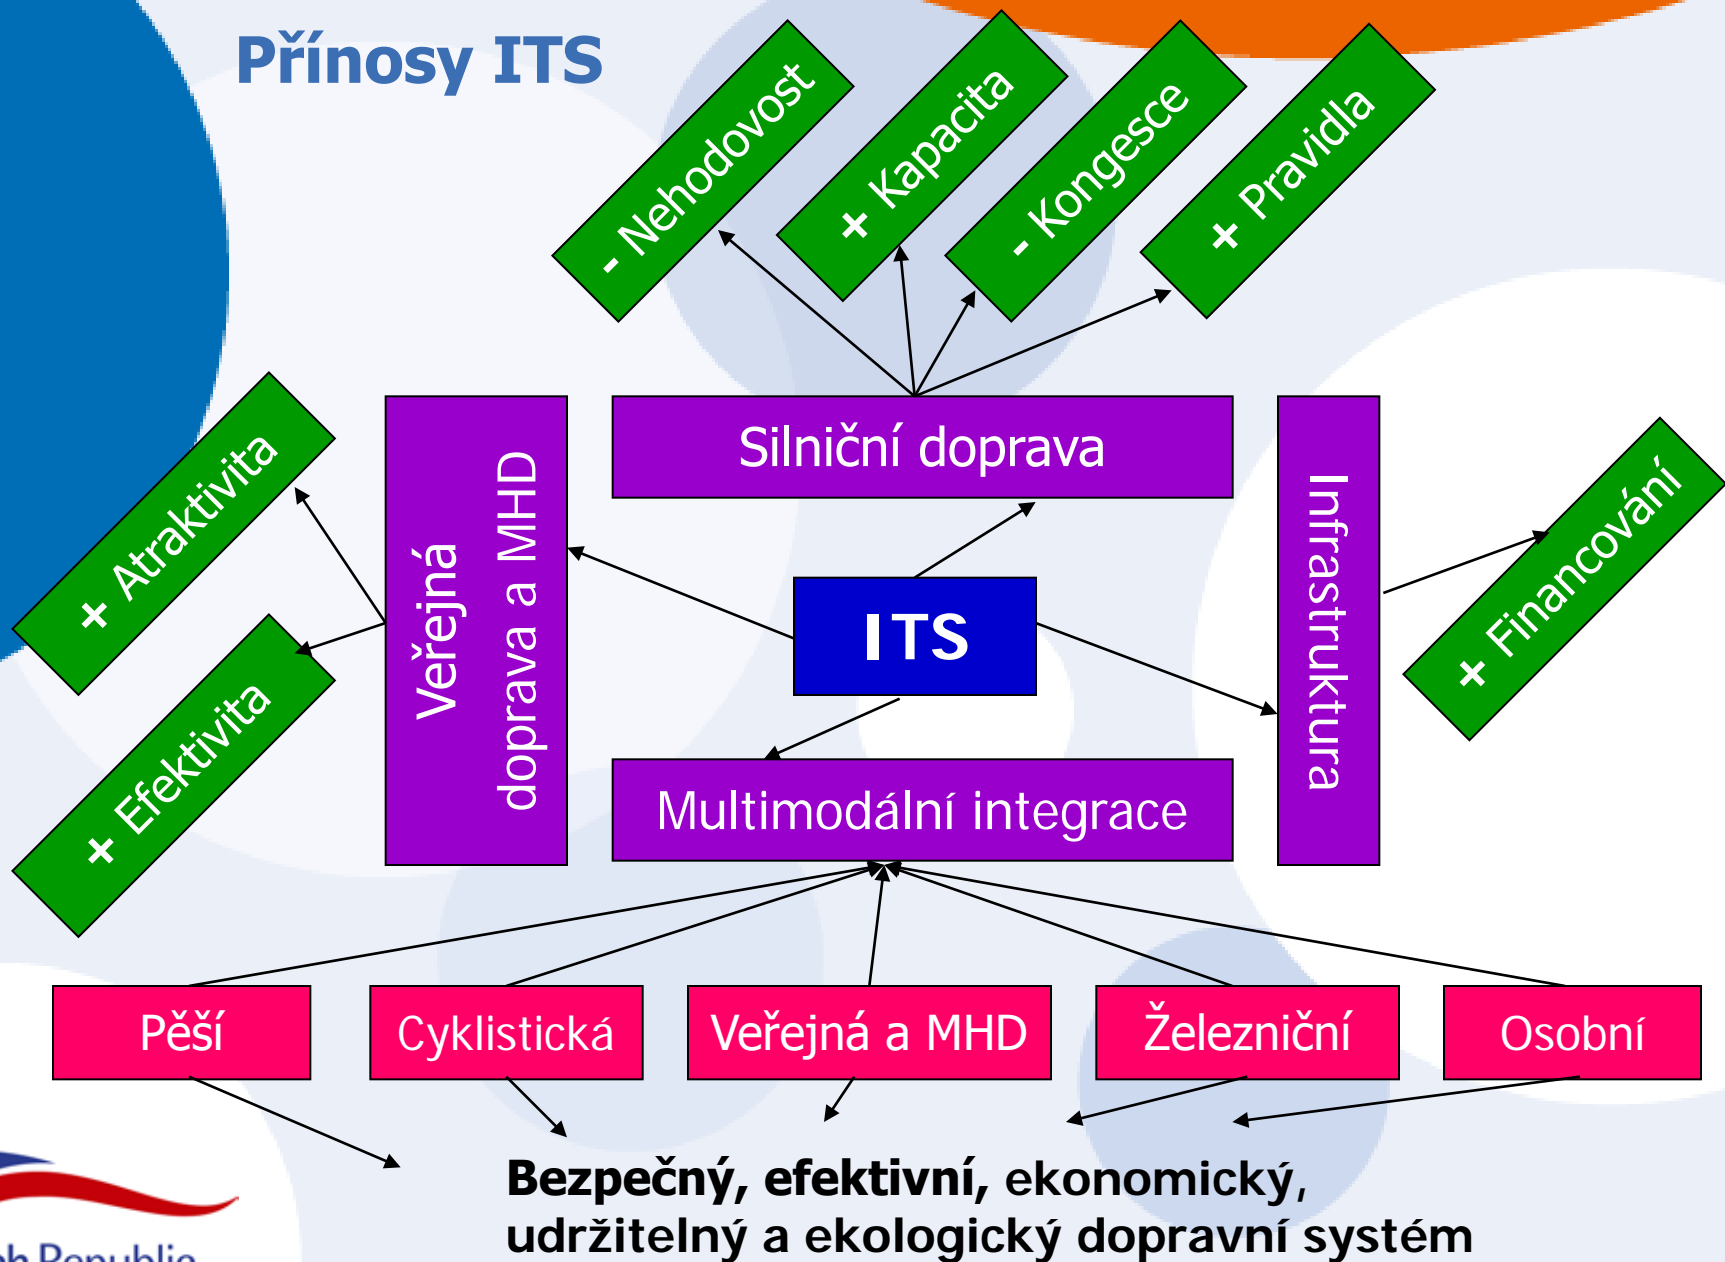 Přínosy ITS
- Nehodovost
+ Kapacita
- Kongesce
+ Pravidla
Silniční doprava
+ Atraktivita
+ Efektivita
Veřejná
doprava a MHD
ITS
Infrastruktura
+ Financování
Multimodální integrace
Pěší
Cyklistická
Veřejná a MHD
Železniční
Osobní
Bezpečný, efektivní, ekonomický,
udržitelný a ekologický dopravní systém